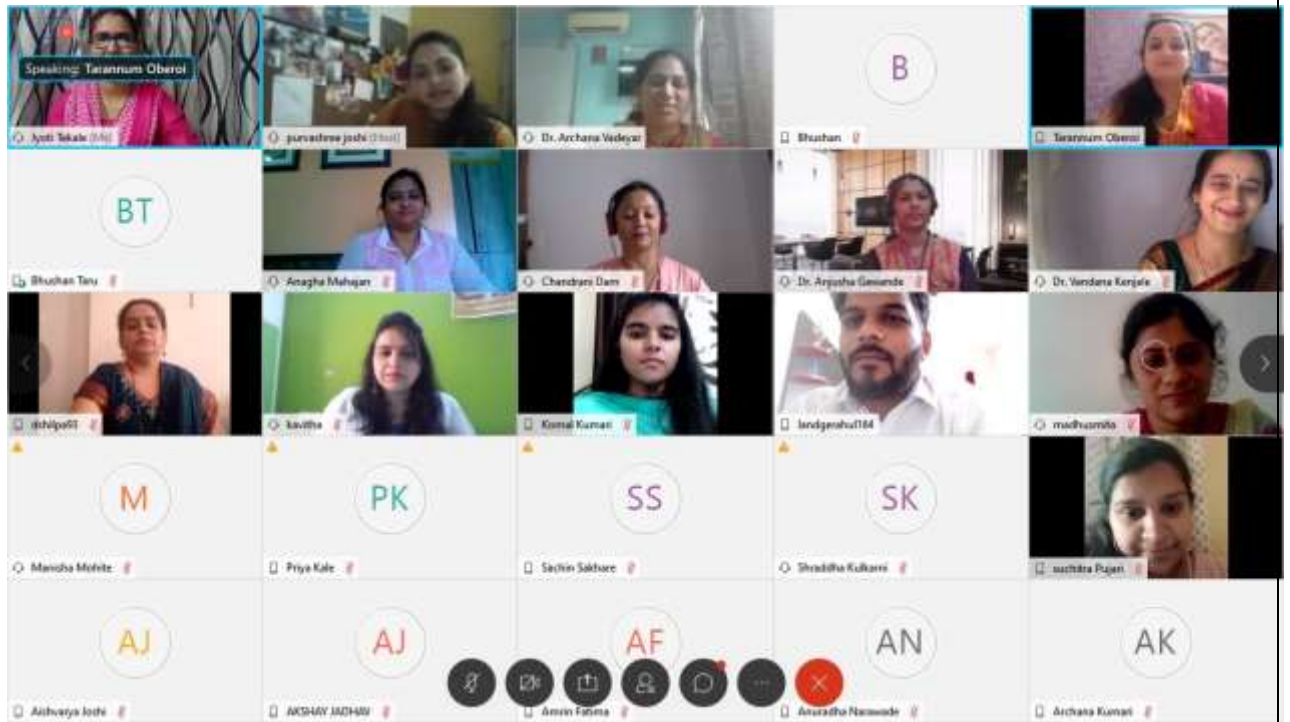 Speaking: Tarannum Oberoi
Jyoti Tekale (Me)
purvashree joshi (Host)
Dr. Archana Vadeyar
B
Bhushan
Tarannum Oberoi
BT
Bhushan Taru
Anagha Mahajan
Chandrani Dam
Dr. Anjusha Gawande
Dr. Vandana Kenjale
dshilpa93
kavitha
Komal Kumari
landgerahul184
madhusmita
M
Manisha Mohite
PK
Priya Kale
SS
Sachin Sakhare
SK
Shraddha Kulkarni
suchitra Pujari
AJ
Aishvarya Joshi
AJ
AKSHAY JADHAV
AF
Amrin Fatima
AN
Anuradha Narawade
AK
Archana Kumari